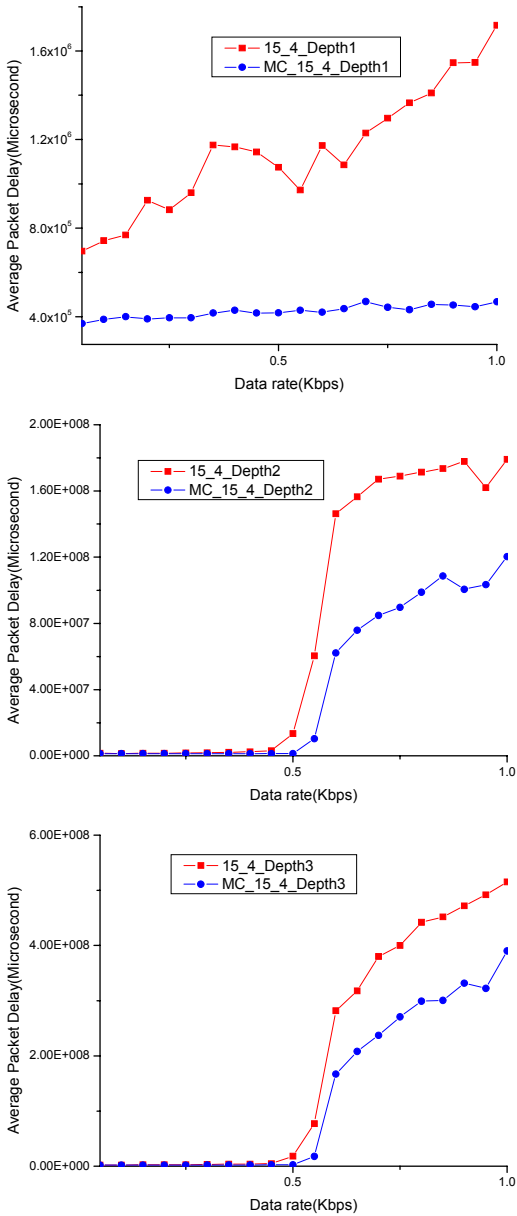 1.6x10⁶
1.2x10⁶
8.0x10⁵
4.0x10⁵
Average Packet Delay(Microsecond)
15_4_Depth1
MC_15_4_Depth1
0.5
1.0
Data rate(Kbps)
2.00E+008
1.60E+008
1.20E+008
8.00E+007
4.00E+007
0.00E+000
Average Packet Delay(Microsecond)
15_4_Depth2
MC_15_4_Depth2
0.5
1.0
Data rate(Kbps)
6.00E+008
4.00E+008
2.00E+008
0.00E+000
Average Packet Delay(Microsecond)
15_4_Depth3
MC_15_4_Depth3
0.5
1.0
Data rate(Kbps)